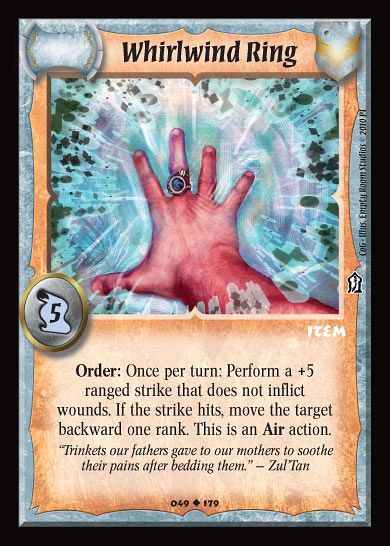 Whirlwind Ring
Cog • Illus. Empty Room Studios © 2010 PI
5
ITEM
Order: Once per turn: Perform a +5
ranged strike that does not inflict
wounds. If the strike hits, move the target
backward one rank. This is an Air action.
“Trinkets our fathers gave to our mothers to soothe
their pains after bedding them.” – Zul’Tan
049 ◆ 179